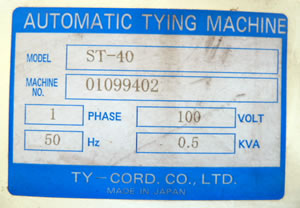 AUTOMATIC TYING MACHINE
MODEL ST-40
MACHINE NO. 01099402
1 PHASE 100 VOLT
50 Hz 0.5 KVA
TY-CORD. CO., LTD.
MADE IN JAPAN